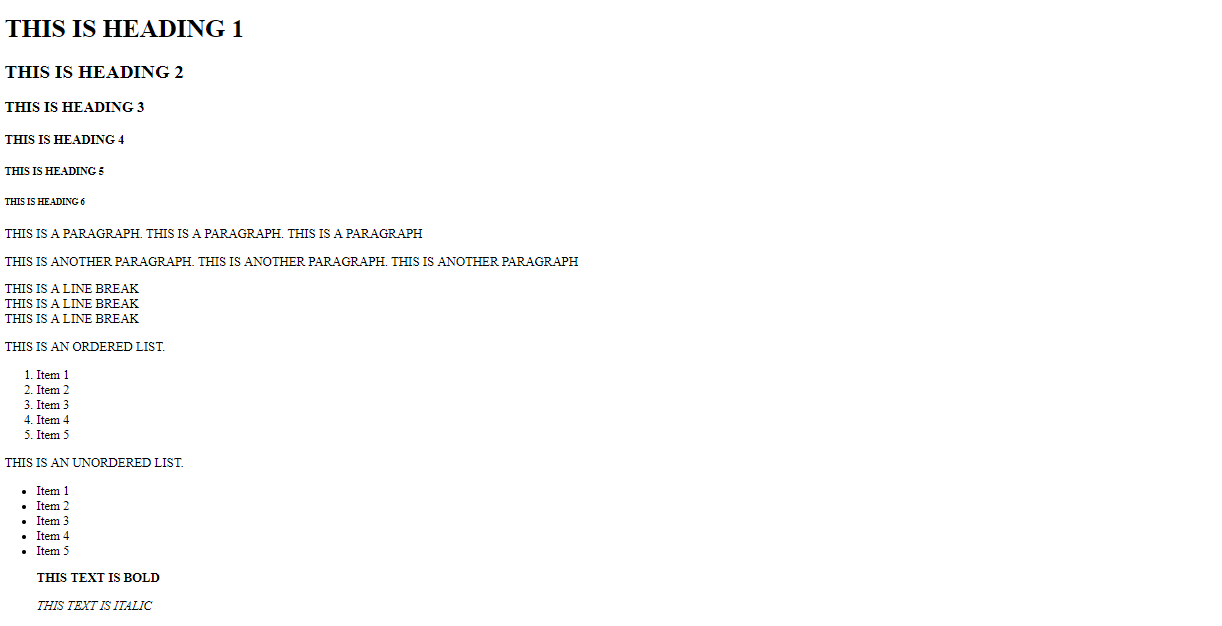 THIS IS HEADING 1
THIS IS HEADING 2
THIS IS HEADING 3
THIS IS HEADING 4
THIS IS HEADING 5
THIS IS HEADING 6
THIS IS A PARAGRAPH. THIS IS A PARAGRAPH. THIS IS A PARAGRAPH
THIS IS ANOTHER PARAGRAPH. THIS IS ANOTHER PARAGRAPH. THIS IS ANOTHER PARAGRAPH
THIS IS A LINE BREAK
THIS IS A LINE BREAK
THIS IS A LINE BREAK
THIS IS AN ORDERED LIST.
1. Item 1
2. Item 2
3. Item 3
4. Item 4
5. Item 5
THIS IS AN UNORDERED LIST.
• Item 1
• Item 2
• Item 3
• Item 4
• Item 5
THIS TEXT IS BOLD
THIS TEXT IS ITALIC